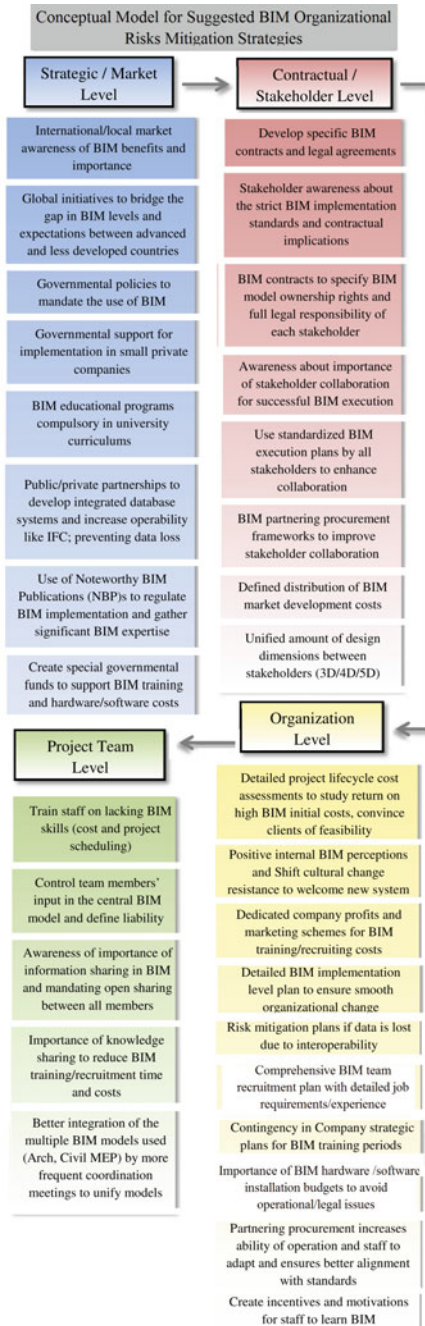 Conceptual Model for Suggested BIM Organizational
Risks Mitigation Strategies
Strategic / Market
Level
International/local market
awareness of BIM benefits and
importance
Global initiatives to bridge the
gap in BIM levels and
expectations between advanced
and less developed countries
Governmental policies to
mandate the use of BIM
Governmental support for
implementation in small private
companies
BIM educational programs
compulsory in university
curriculums
Public/private partnerships to
develop integrated database
systems and increase operability
like IFC; preventing data loss
Use of Noteworthy BIM
Publications (NBP)s to regulate
BIM implementation and gather
significant BIM expertise
Create special governmental
funds to support BIM training
and hardware/software costs
Contractual /
Stakeholder Level
Develop specific BIM
contracts and legal agreements
Stakeholder awareness about
the strict BIM implementation
standards and contractual
implications
BIM contracts to specify BIM
model ownership rights and
full legal responsibility of
each stakeholder
Awareness about importance
of stakeholder collaboration
for successful BIM execution
Use standardized BIM
execution plans by all
stakeholders to enhance
collaboration
BIM partnering procurement
frameworks to improve
stakeholder collaboration
Defined distribution of BIM
market development costs
Unified amount of design
dimensions between
stakeholders (3D/4D/5D)
Organization
Level
Detailed project lifecycle cost
assessments to study return on
high BIM initial costs, convince
clients of feasibility
Positive internal BIM perceptions
and Shift cultural change
resistance to welcome new system
Dedicated company profits and
marketing schemes for BIM
training/recruiting costs
Detailed BIM implementation
level plan to ensure smooth
organizational change
Risk mitigation plans if data is lost
due to interoperability
Comprehensive BIM team
recruitment plan with detailed job
requirements/experience
Contingency in Company strategic
plans for BIM training periods
Importance of BIM hardware /software
installation budgets to avoid
operational/legal issues
Partnering procurement increases
ability of operation and staff to
adapt and ensures better alignment
with standards
Create incentives and motivations
for staff to learn BIM
Project Team
Level
Train staff on lacking BIM
skills (cost and project
scheduling)
Control team members'
input in the central BIM
model and define liability
Awareness of importance of
information sharing in BIM
and mandating open sharing
between all members
Importance of knowledge
sharing to reduce BIM
training/recruitment time
and costs
Better integration of the
multiple BIM models used
(Arch, Civil MEP) by more
frequent coordination
meetings to unify models